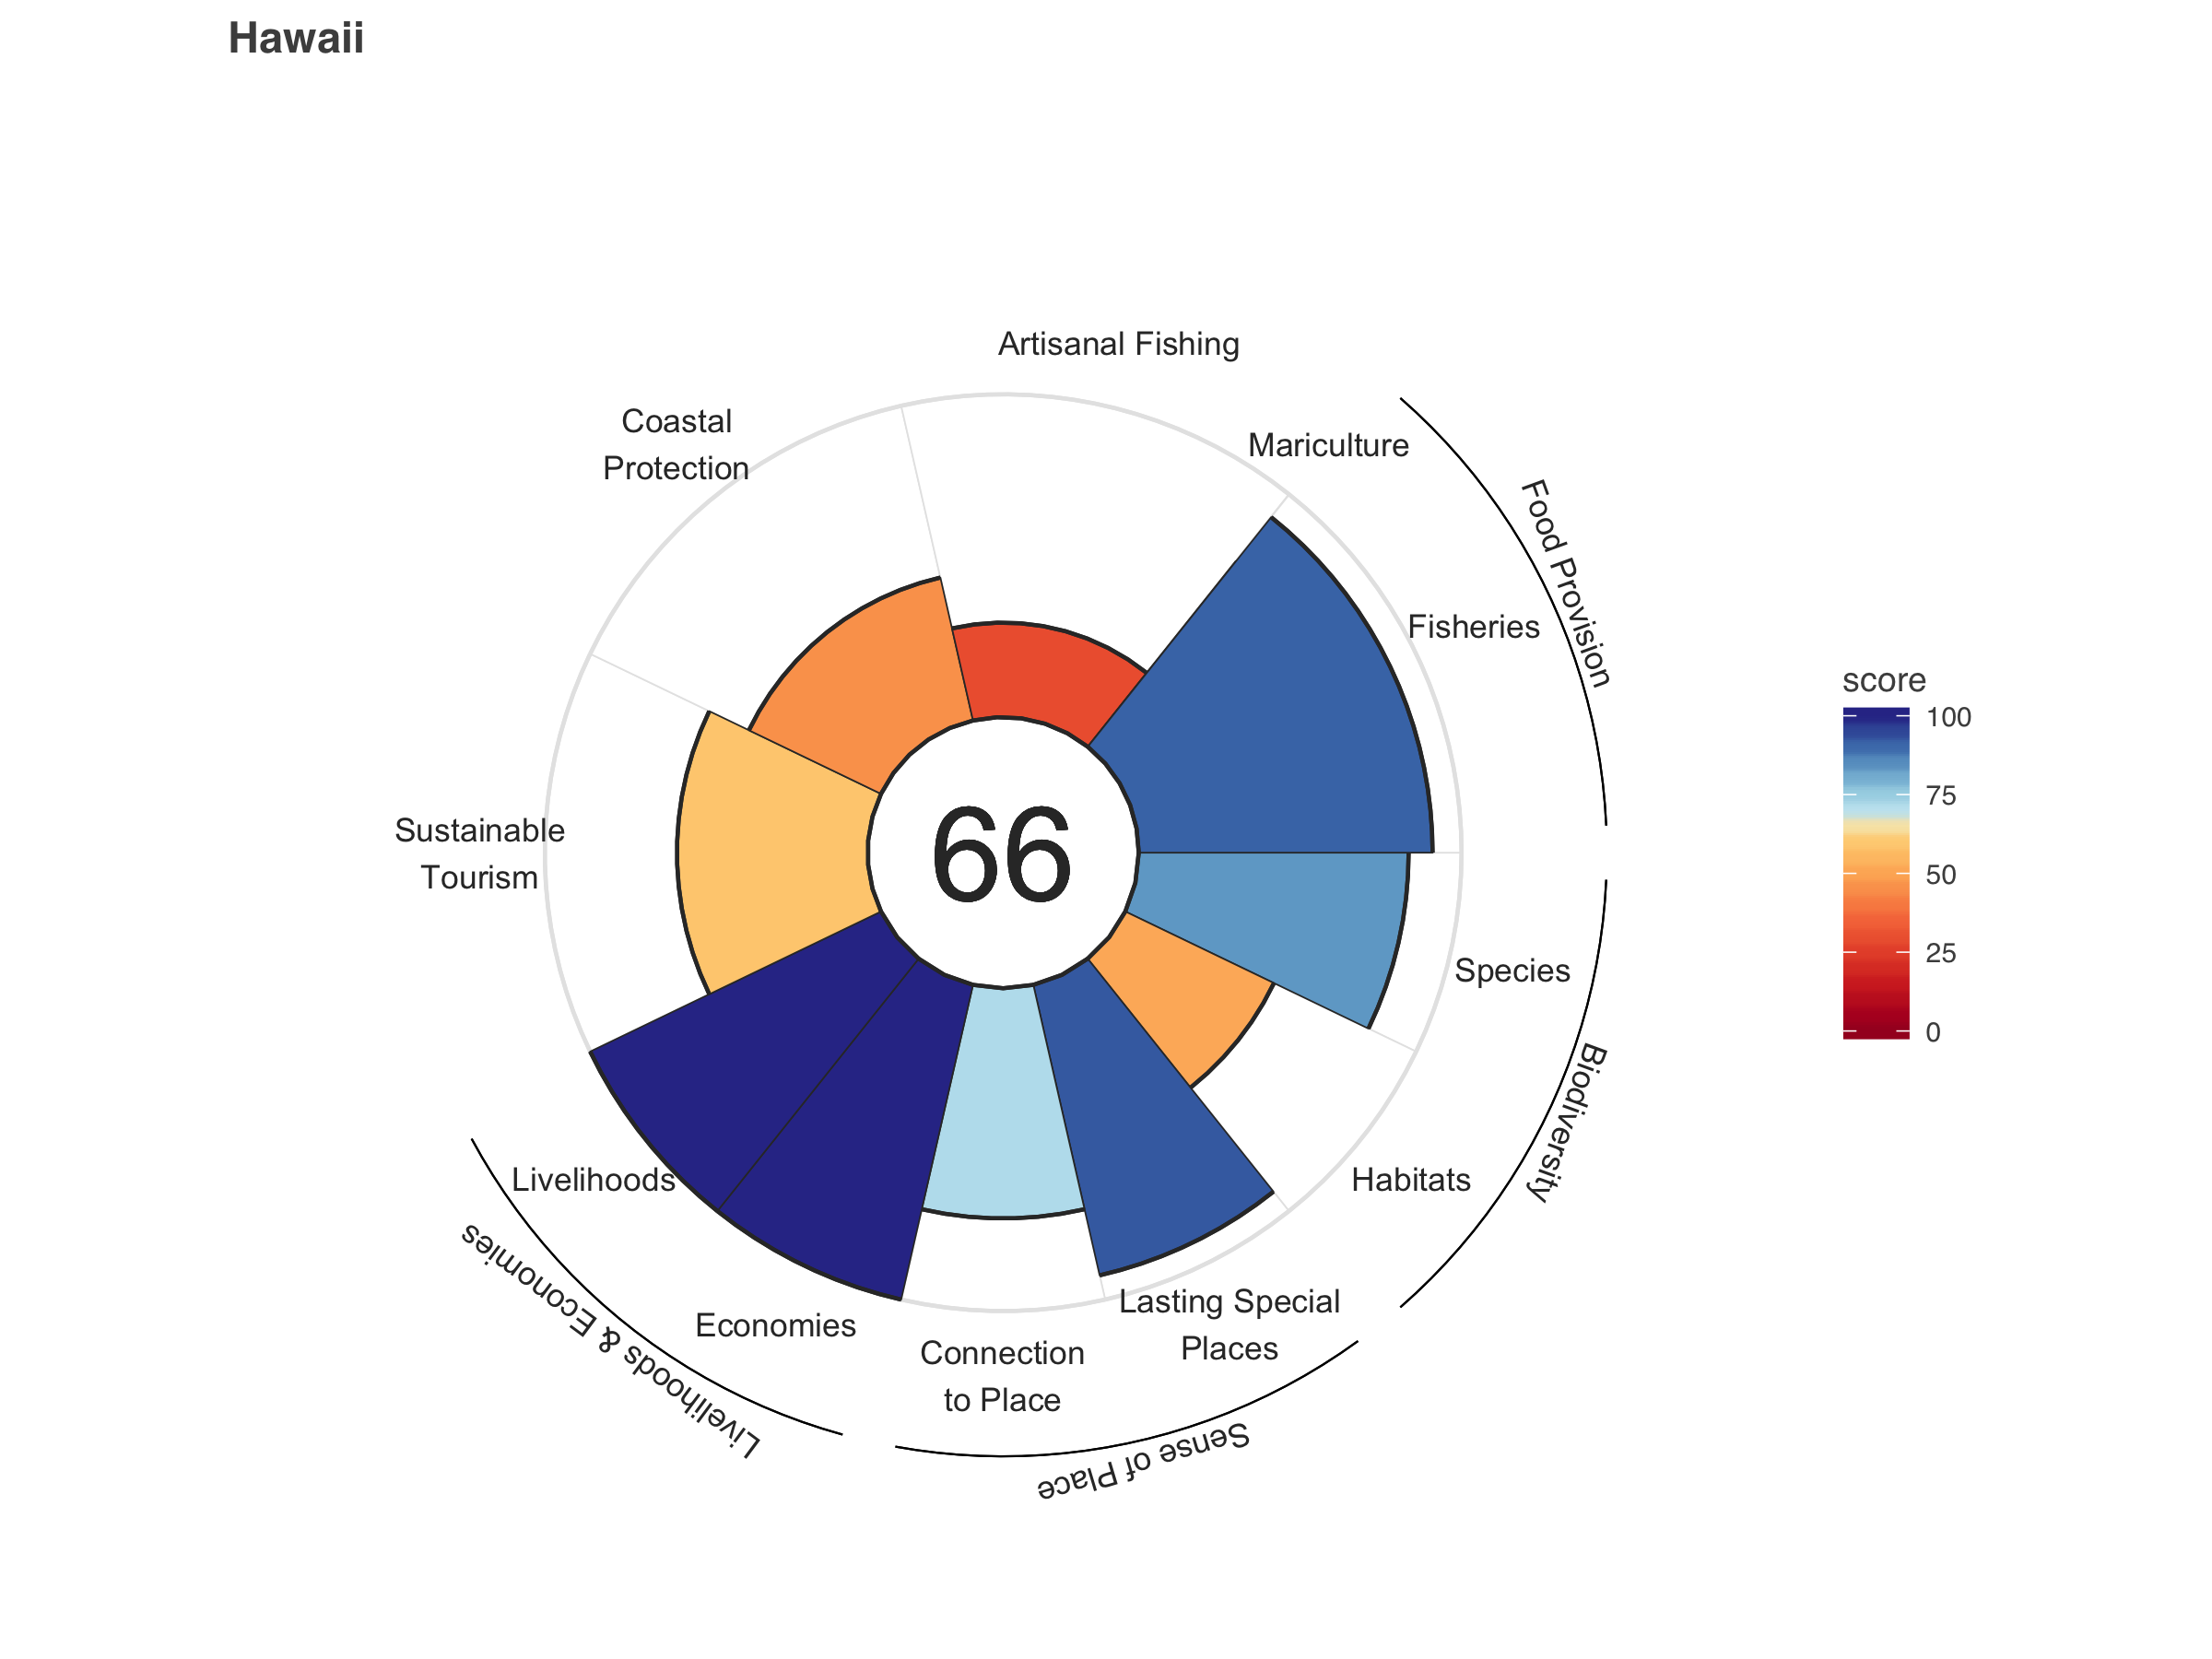 Hawaii
Artisanal Fishing
Coastal
Protection
Mariculture
Food Provision
Fisheries
score
100
75
50
25
0
66
Sustainable
Tourism
Species
Biodiversity
Habitats
Livelihoods
Livelihoods & Economies
Economies
Lasting Special
Places
Connection
to Place
Sense of Place